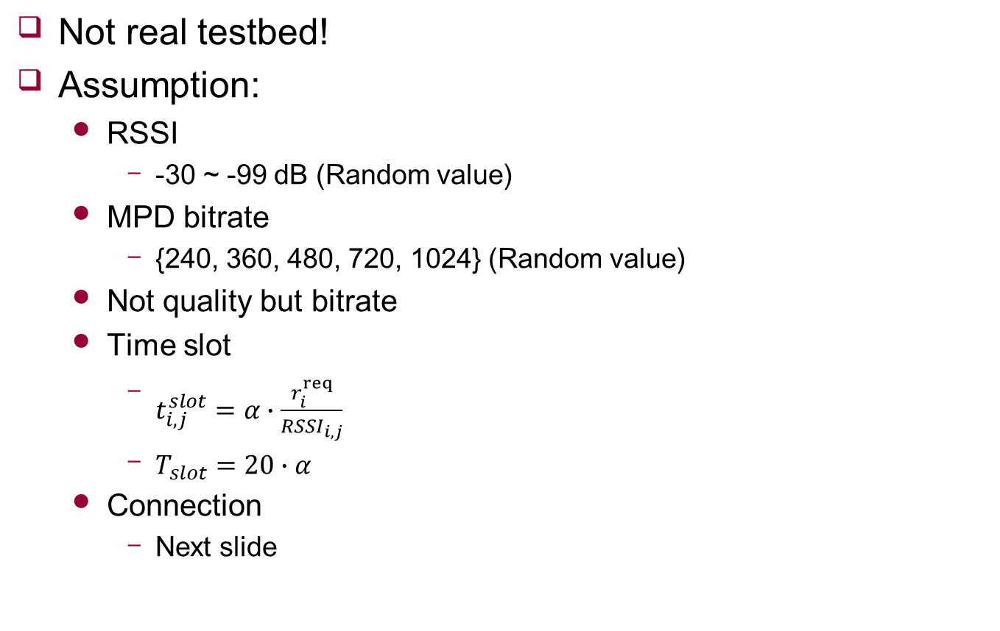 ❑ Not real testbed!
❑ Assumption:
● RSSI
– -30 ~ -99 dB (Random value)
● MPD bitrate
– {240, 360, 480, 720, 1024} (Random value)
● Not quality but bitrate
● Time slot
– $t_{i,j}^{slot} = \alpha \cdot \frac{r_i^{\text{req}}}{RSSI_{i,j}}$
– $T_{slot} = 20 \cdot \alpha$
● Connection
– Next slide